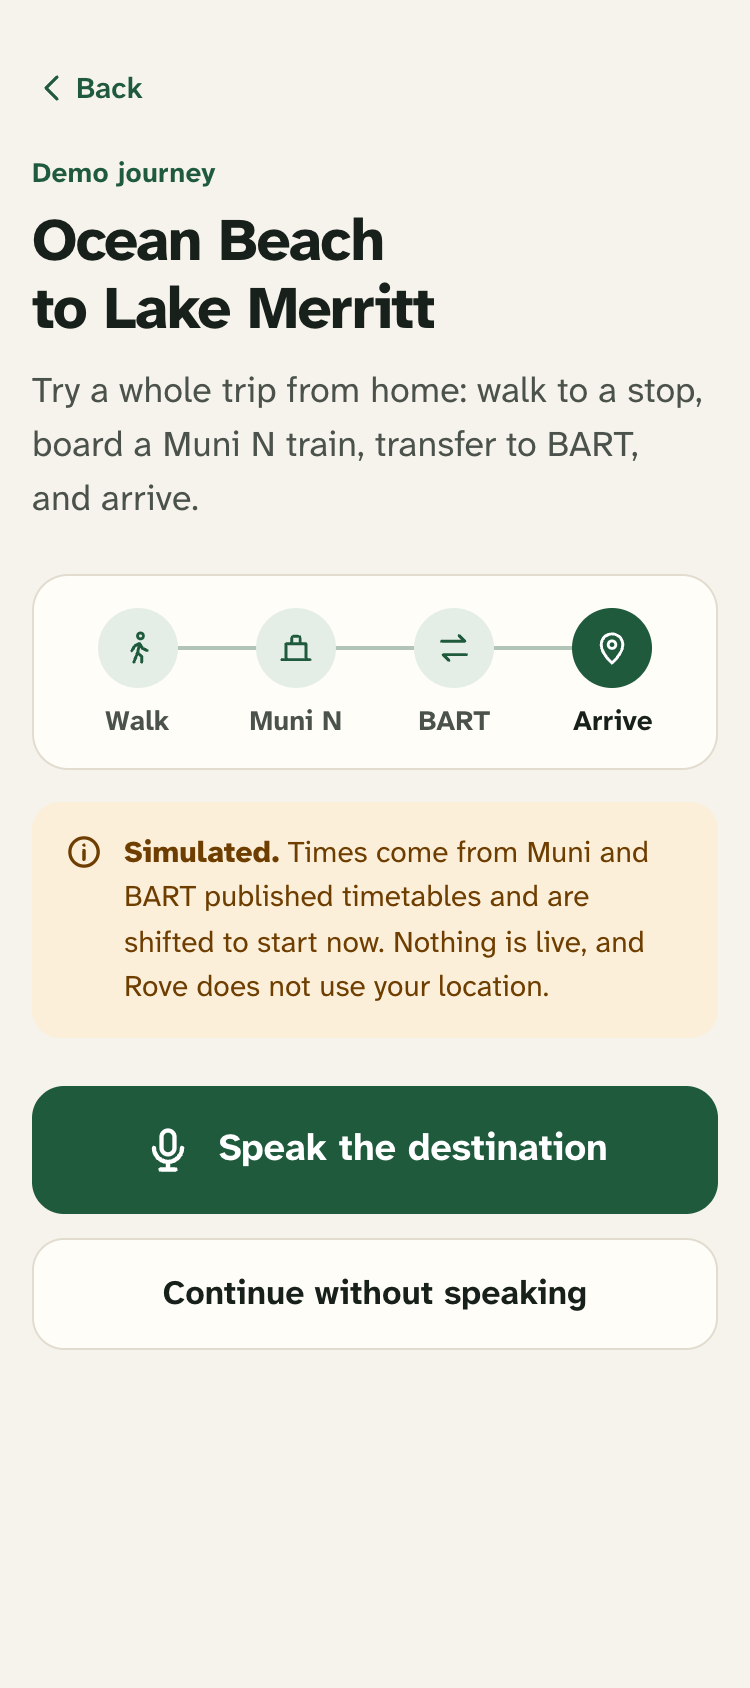 Back
Demo journey
Ocean Beach
to Lake Merritt
Try a whole trip from home: walk to a stop,
board a Muni N train, transfer to BART,
and arrive.
Walk
Muni N
BART
Arrive
Simulated. Times come from Muni and
BART published timetables and are
shifted to start now. Nothing is live, and
Rove does not use your location.
Speak the destination
Continue without speaking